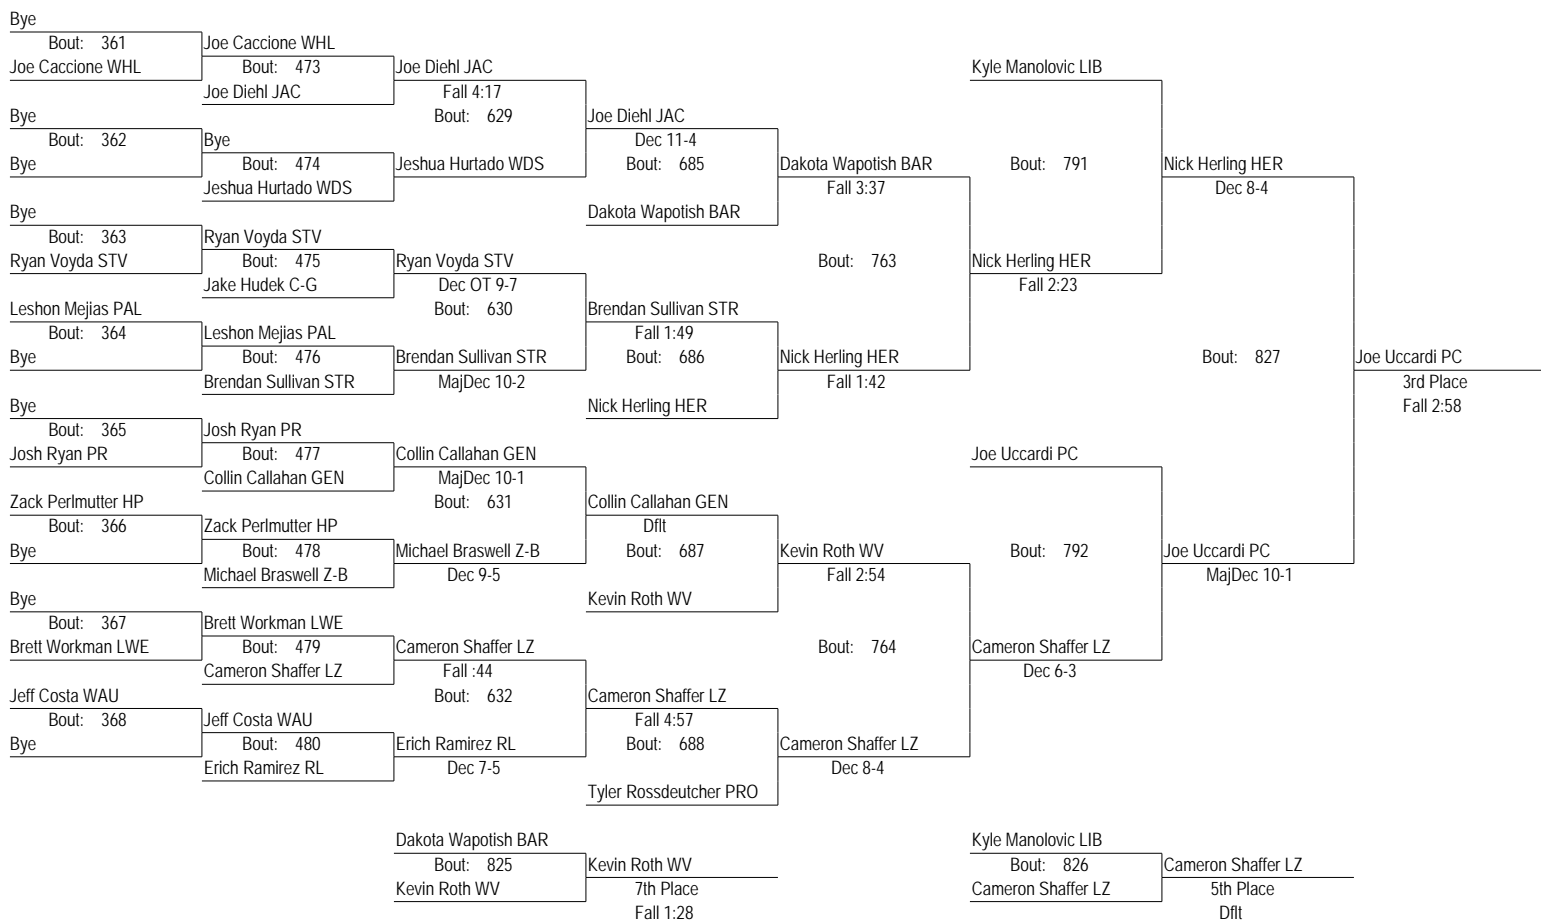 Bye
Bout: 361 Joe Caccione WHL
Joe Caccione WHL Bout: 473 Joe Diehl JAC Kyle Manolovic LIB
Joe Diehl JAC Fall 4:17
Bye Bout: 629 Joe Diehl JAC
Bout: 362 Bye Dec 11-4
Bye Bout: 474 Jeshua Hurtado WDS Bout: 685 Dakota Wapotish BAR Bout: 791 Nick Herling HER
Jeshua Hurtado WDS Fall 3:37 Dec 8-4
Bye Dakota Wapotish BAR
Bout: 363 Ryan Voyda STV
Ryan Voyda STV Bout: 475 Ryan Voyda STV Bout: 763 Nick Herling HER
Jake Hudek C-G Dec OT 9-7 Fall 2:23
Leshon Mejias PAL Bout: 630 Brendan Sullivan STR
Bout: 364 Leshon Mejias PAL Fall 1:49
Bye Bout: 476 Brendan Sullivan STR Bout: 686 Nick Herling HER Bout: 827 Joe Uccardi PC
Brendan Sullivan STR MajDec 10-2 Fall 1:42 3rd Place
Bye Nick Herling HER Fall 2:58
Bout: 365 Josh Ryan PR
Josh Ryan PR Bout: 477 Collin Callahan GEN Joe Uccardi PC
Collin Callahan GEN MajDec 10-1
Zack Perlmutter HP Bout: 631 Collin Callahan GEN
Bout: 366 Zack Perlmutter HP Dflt
Bye Bout: 478 Michael Braswell Z-B Bout: 687 Kevin Roth WV Bout: 792 Joe Uccardi PC
Michael Braswell Z-B Dec 9-5 Fall 2:54 MajDec 10-1
Bye Kevin Roth WV
Bout: 367 Brett Workman LWE
Brett Workman LWE Bout: 479 Cameron Shaffer LZ Bout: 764 Cameron Shaffer LZ
Cameron Shaffer LZ Fall :44 Dec 6-3
Jeff Costa WAU Bout: 632 Cameron Shaffer LZ
Bout: 368 Jeff Costa WAU Fall 4:57
Bye Bout: 480 Erich Ramirez RL Bout: 688 Cameron Shaffer LZ
Erich Ramirez RL Dec 7-5 Dec 8-4
Tyler Rossdeutcher PRO
Dakota Wapotish BAR Kyle Manolovic LIB
Bout: 825 Kevin Roth WV Bout: 826 Cameron Shaffer LZ
Kevin Roth WV 7th Place Cameron Shaffer LZ 5th Place
Fall 1:28 Dflt